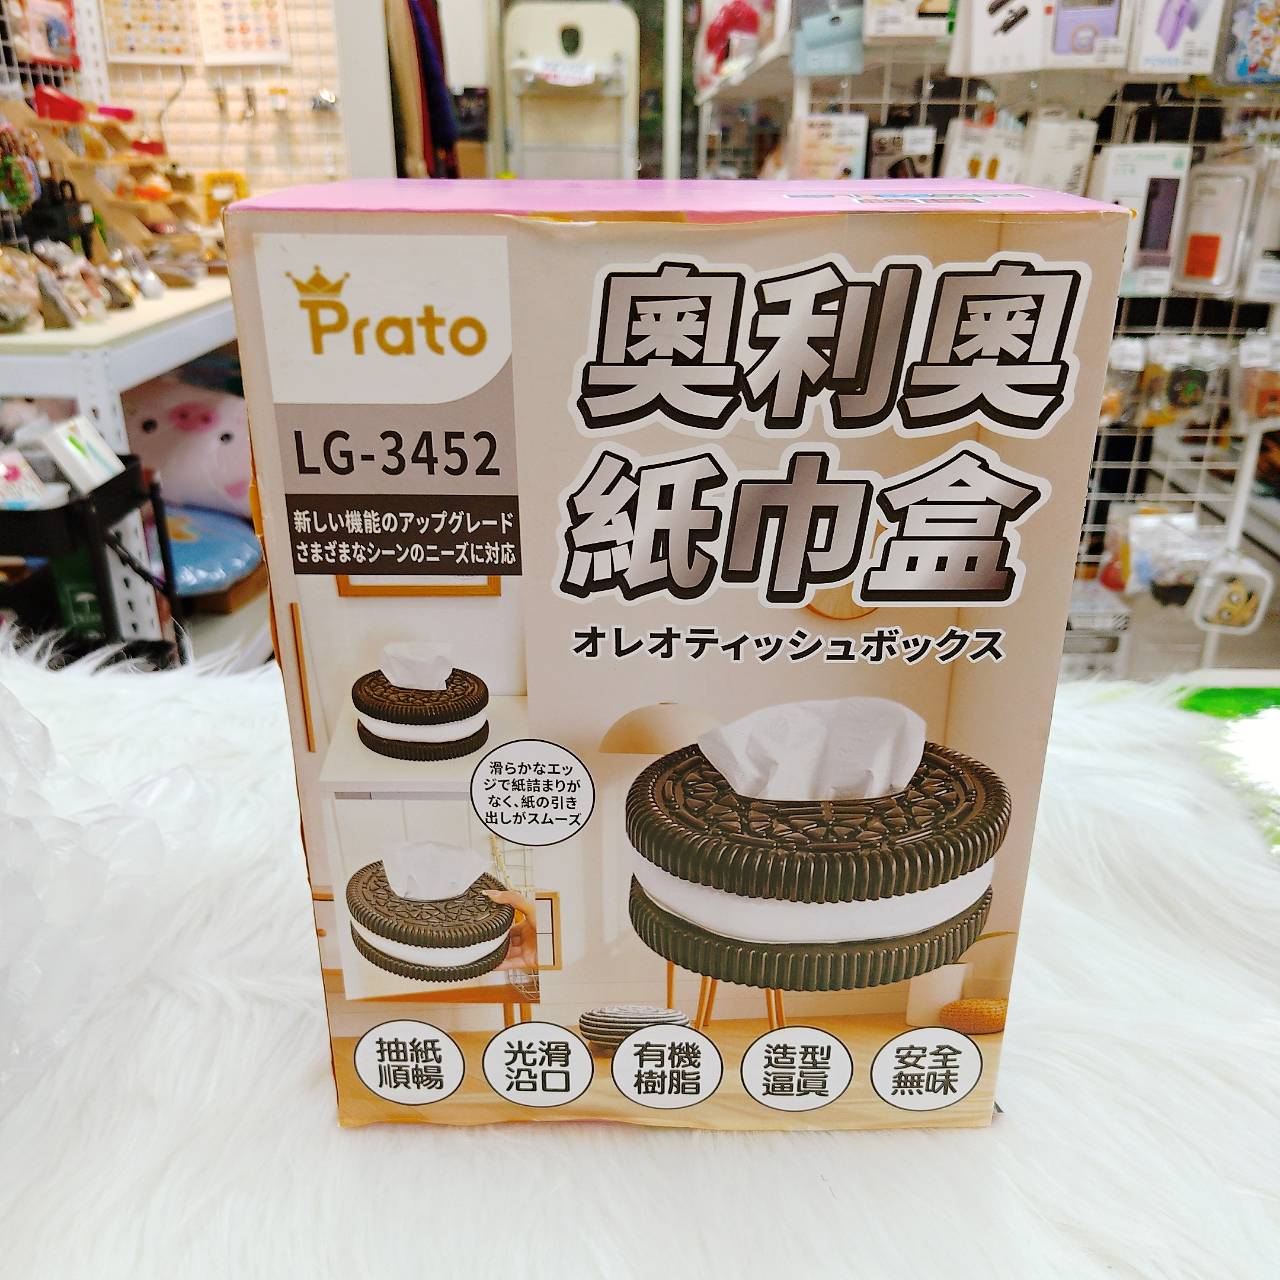 Prato
LG-3452
新しい機能のアップグレード
さまざまなシーンのニーズに対応
奧利奧
紙巾盒
オレオティッシュボックス
滑らかなエッ
ジで紙詰まりが
なく、紙の引き
出しがスムーズ
抽紙
順暢
光滑
沿口
有機
樹脂
造型
逼真
安全
無味